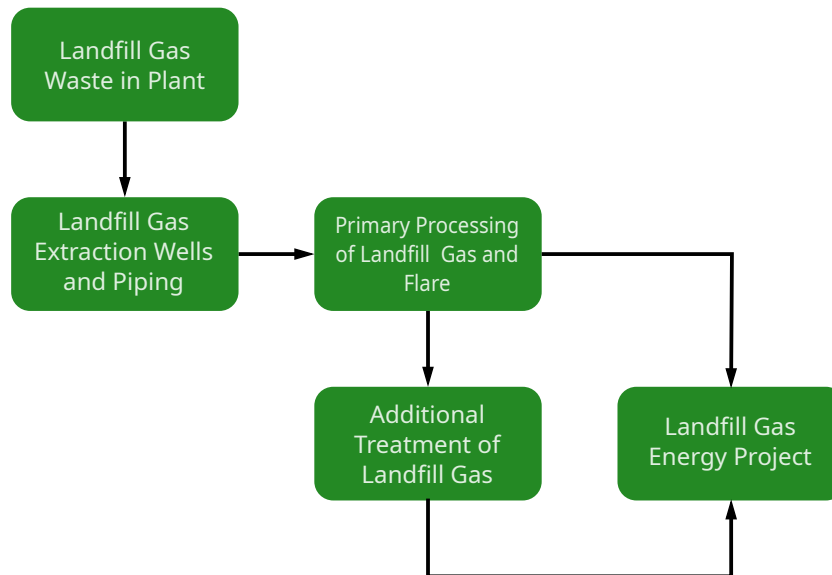 Landfill Gas
Waste in Plant
Landfill Gas
Extraction Wells
and Piping
Primary Processing
of Landfill  Gas and
Flare
Additional
Treatment of
Landfill Gas
Landfill Gas
Energy Project